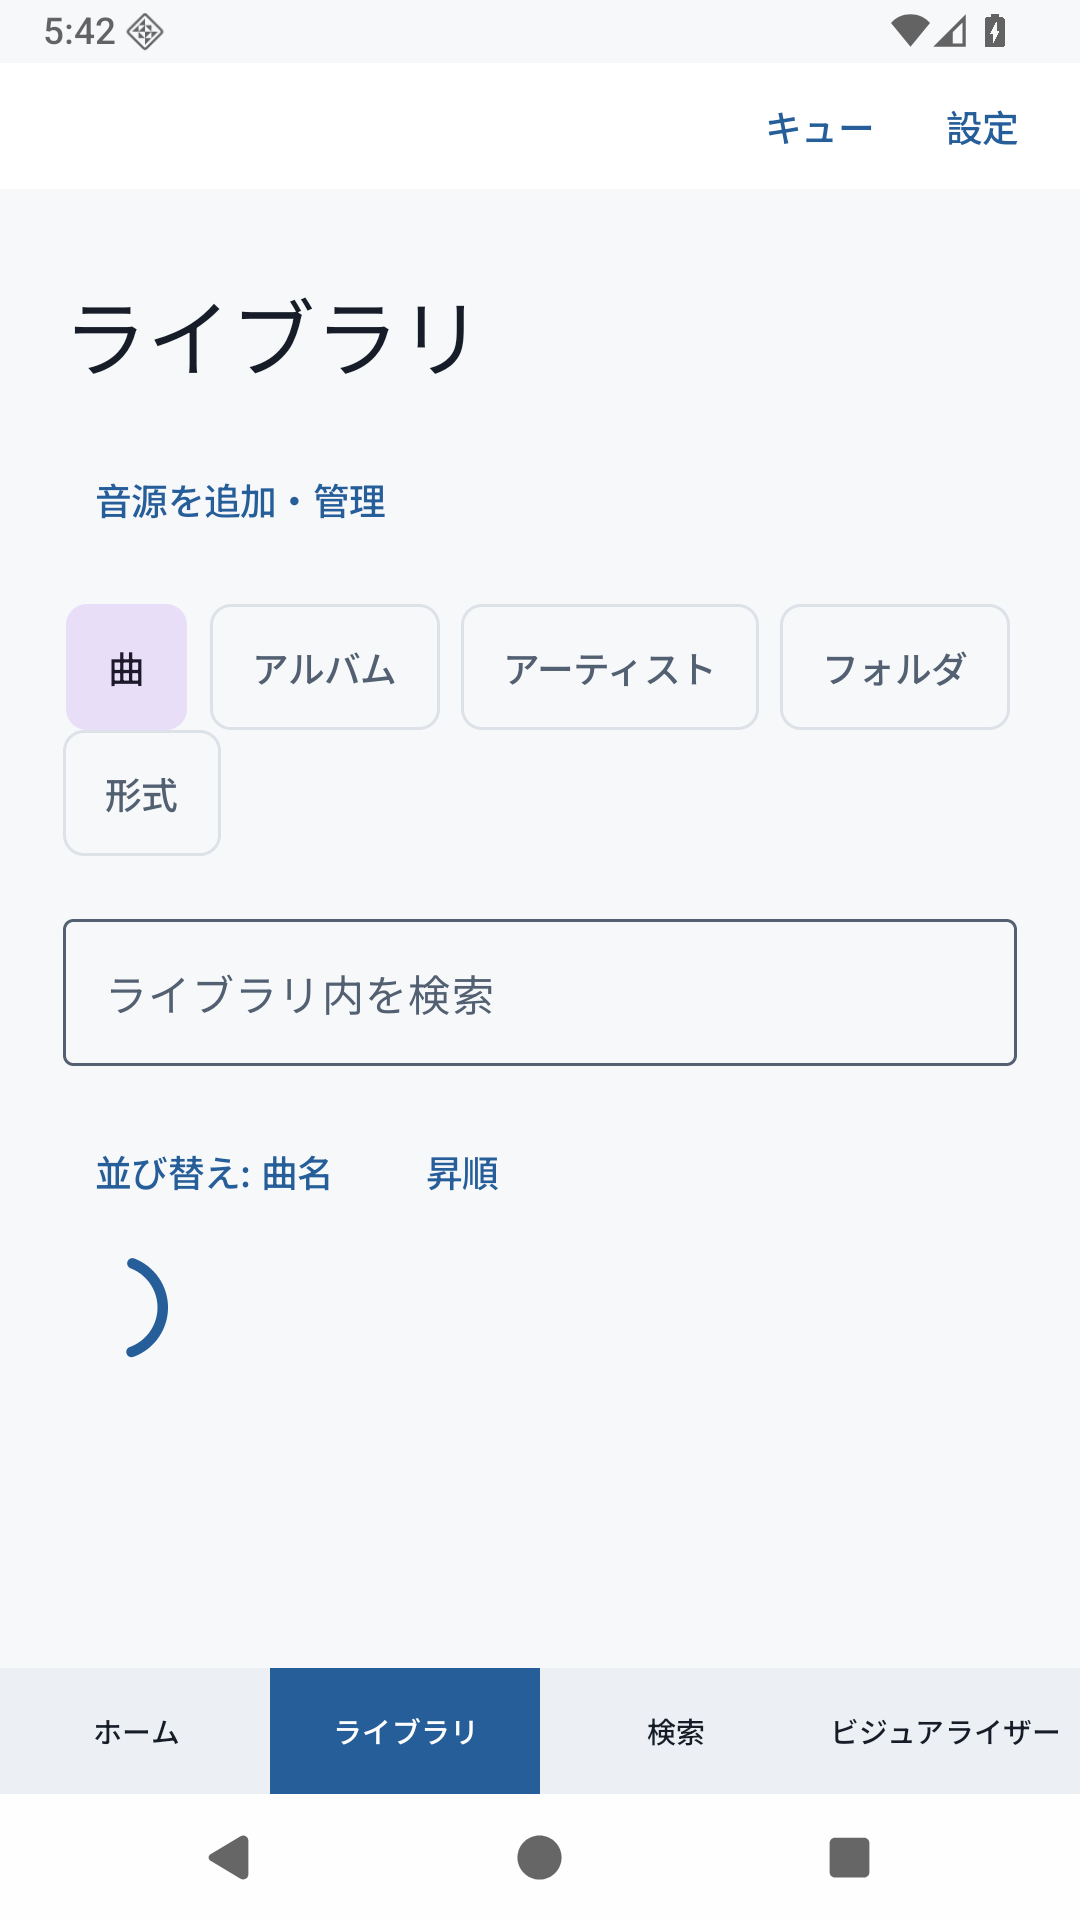 5:42
キュー 設定
ライブラリ
音源を追加・管理
曲 アルバム アーティスト フォルダ
形式
ライブラリ内を検索
並び替え: 曲名 昇順
ホーム ライブラリ 検索 ビジュアライザー